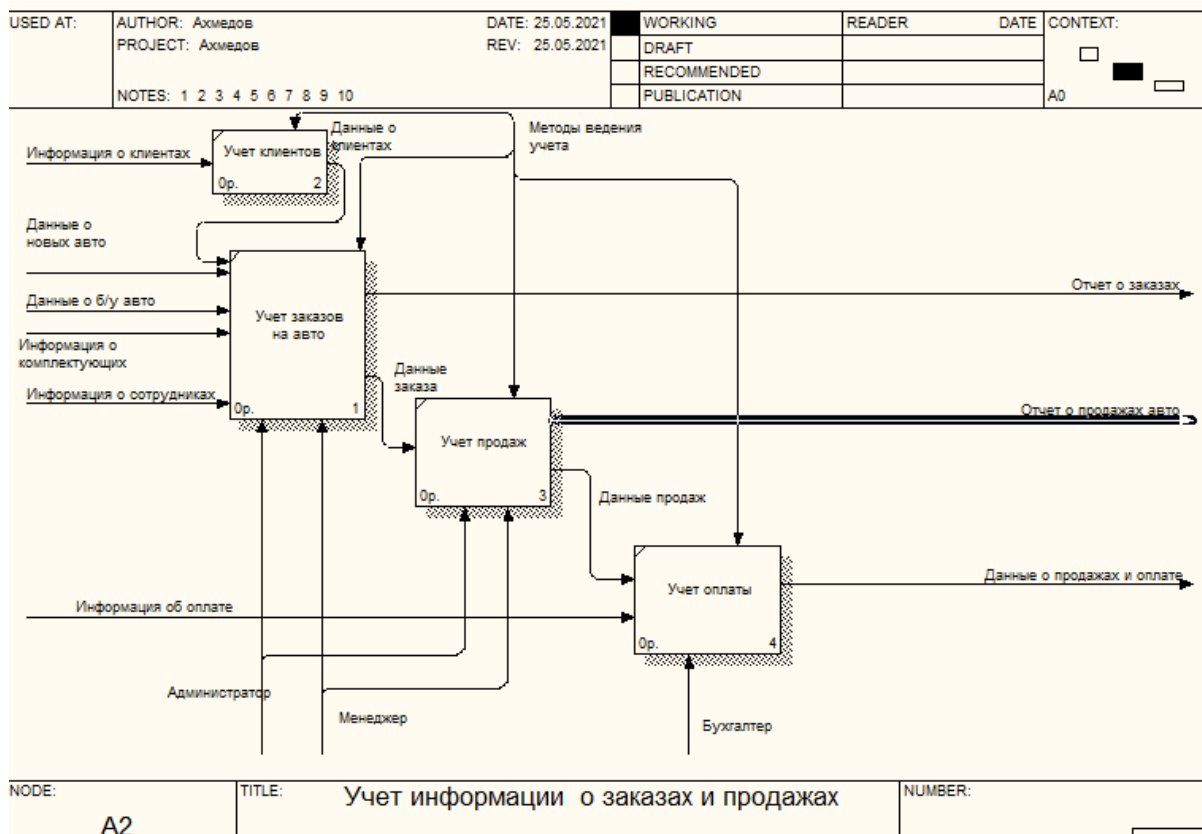 USED AT:
AUTHOR: Ахмедов
DATE: 25.05.2021
WORKING
READER
DATE
CONTEXT:
PROJECT: Ахмедов
REV: 25.05.2021
DRAFT
RECOMMENDED
NOTES: 1 2 3 4 5 6 7 8 9 10
PUBLICATION
A0
Данные о
клиентах
Методы ведения
учета
Информация о клиентах
Учет клиентов
0р.
2
Данные о
новых авто
Отчет о заказах
Данные о б/у авто
Учет заказов
на авто
Информация о
комплектующих
Данные
заказа
Информация о сотрудниках
0р.
1
Отчет о продажах авто
Учет продаж
0р.
3
Данные продаж
Данные о продажах и оплате
Учет оплаты
Информация об оплате
0р.
4
Администратор
Менеджер
Бухгалтер
NODE:
TITLE:
Учет информации о заказах и продажах
NUMBER:
A2